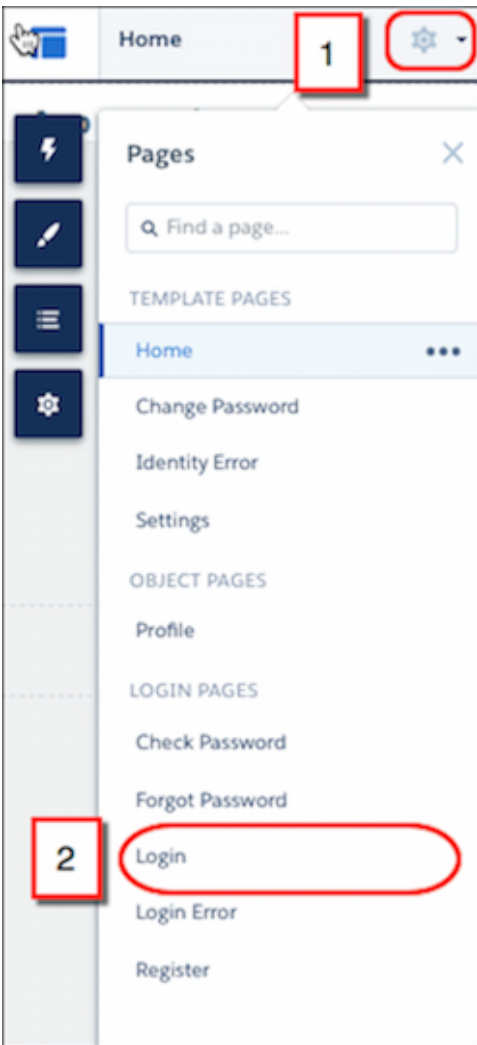 Home
1
Pages
Find a page...
TEMPLATE PAGES
Home
Change Password
Identity Error
Settings
OBJECT PAGES
Profile
LOGIN PAGES
Check Password
Forgot Password
2
Login
Login Error
Register